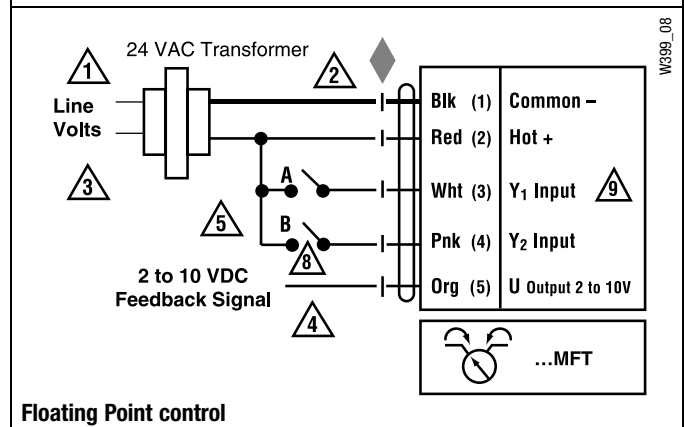 W399_08
24 VAC Transformer
1
2
Line
Volts
3
Blk (1) Common –
Red (2) Hot +
A
Wht (3) Y₁ Input
9
5
B
Pnk (4) Y₂ Input
8
2 to 10 VDC
Feedback Signal
Org (5) U Output 2 to 10V
4
...MFT
Floating Point control